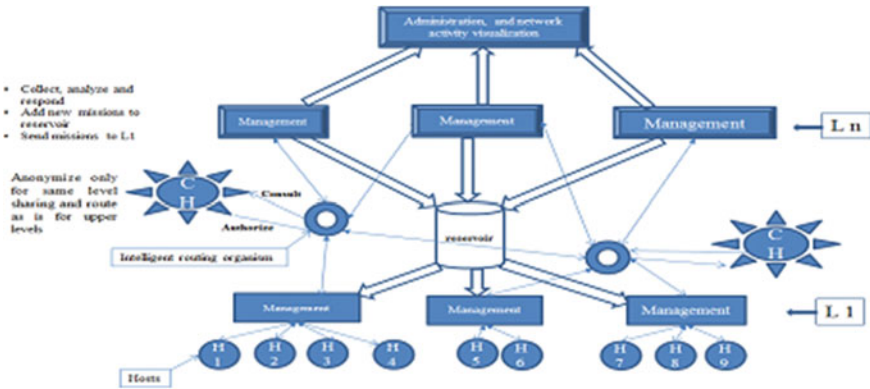 Administration, and network
activity visualization
• Collect, analyze and
respond
• Add new missions to
reservoir
• Send missions to L1
Management
Management
Management
L n
Anonymize only
for same level
sharing and route
as is for upper
levels
C
H
Consult
Authorize
reservoir
C
H
Intelligent routing organism
Management
Management
Management
L 1
H
1
H
2
H
3
H
4
H
5
H
6
H
7
H
8
H
9
Hosts